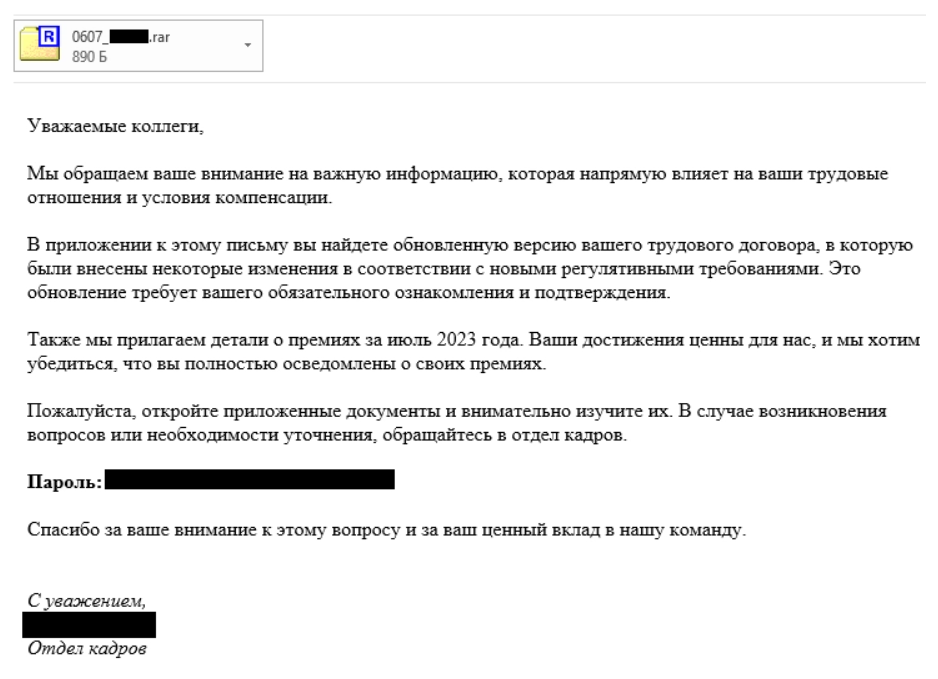 0607_.rar
890 Б
Уважаемые коллеги,
Мы обращаем ваше внимание на важную информацию, которая напрямую влияет на ваши трудовые
отношения и условия компенсации.
В приложении к этому письму вы найдете обновленную версию вашего трудового договора, в которую
были внесены некоторые изменения в соответствии с новыми регулятивными требованиями. Это
обновление требует вашего обязательного ознакомления и подтверждения.
Также мы прилагаем детали о премиях за июль 2023 года. Ваши достижения ценны для нас, и мы хотим
убедиться, что вы полностью осведомлены о своих премиях.
Пожалуйста, откройте приложенные документы и внимательно изучите их. В случае возникновения
вопросов или необходимости уточнения, обращайтесь в отдел кадров.
Пароль:
Спасибо за ваше внимание к этому вопросу и за ваш ценный вклад в нашу команду.
С уважением,
Отдел кадров